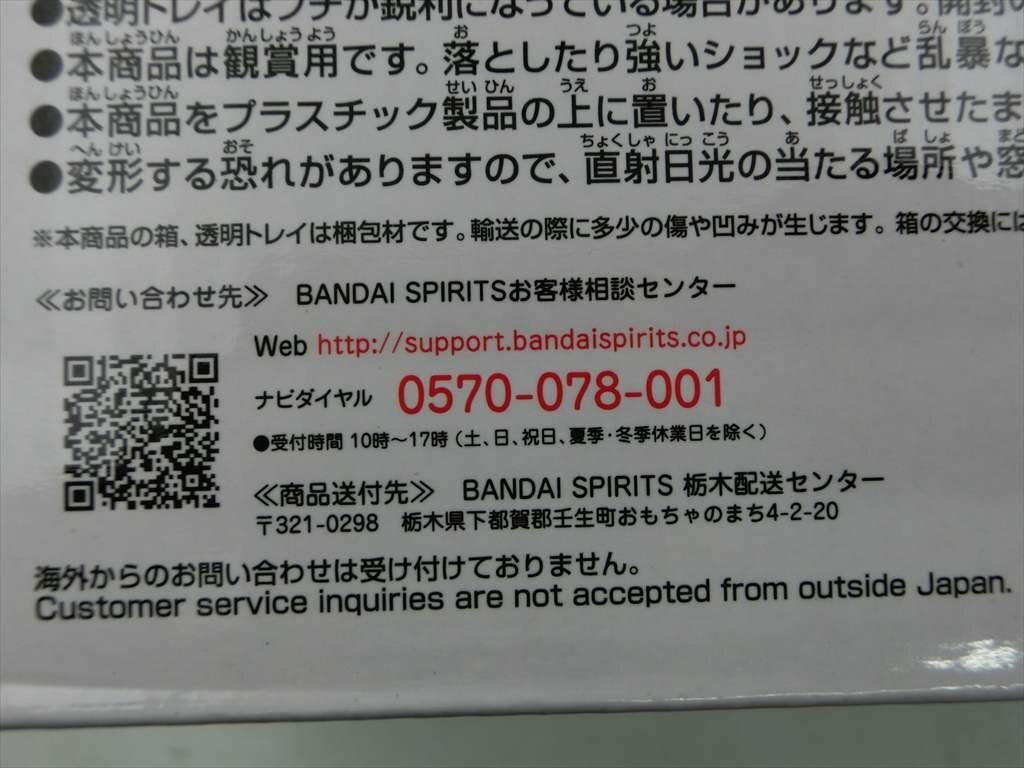 ●透明トレイはフチが鋭利になっている場合があります。開封の
●本商品は観賞用です。落としたり強いショックなど乱暴な
●本商品をプラスチック製品の上に置いたり、接触させたま
●変形する恐れがありますので、直射日光の当たる場所や窓
※本商品の箱、透明トレイは梱包材です。輸送の際に多少の傷や凹みが生じます。箱の交換には
≪お問い合わせ先≫ BANDAI SPIRITSお客様相談センター
Web http://support.bandaispirits.co.jp
ナビダイヤル 0570-078-001
●受付時間 10時~17時(土、日、祝日、夏季・冬季休業日を除く)
≪商品送付先≫ BANDAI SPIRITS 栃木配送センター
〒321-0298 栃木県下都賀郡壬生町おもちゃのまち4-2-20
海外からのお問い合わせは受け付けておりません。
Customer service inquiries are not accepted from outside Japan.